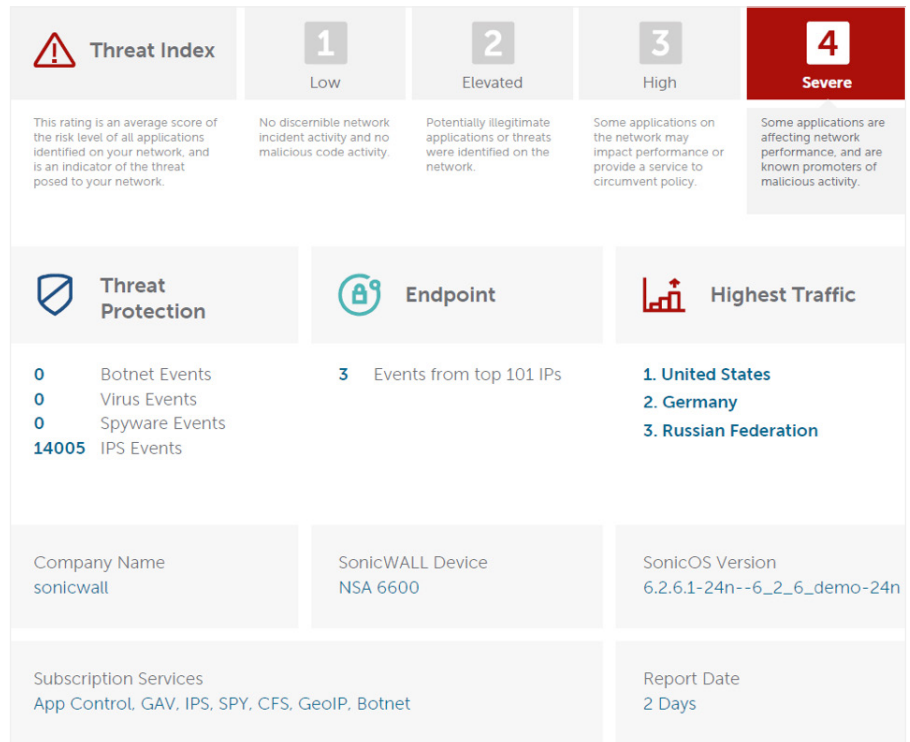 Threat Index
1
Low
2
Elevated
3
High
4
Severe
This rating is an average score of
the risk level of all applications
identified on your network, and
is an indicator of the threat
posed to your network.
No discernible network
incident activity and no
malicious code activity.
Potentially illegitimate
applications or threats
were identified on the
network.
Some applications on
the network may
impact performance or
provide a service to
circumvent policy.
Some applications are
affecting network
performance, and are
known promoters of
malicious activity.
Threat
Protection
Endpoint
Highest Traffic
0 Botnet Events
0 Virus Events
0 Spyware Events
14005 IPS Events
3 Events from top 101 IPs
1. United States
2. Germany
3. Russian Federation
Company Name
sonicwall
SonicWALL Device
NSA 6600
SonicOS Version
6.2.6.1-24n--6_2_6_demo-24n
Subscription Services
App Control, GAV, IPS, SPY, CFS, GeoIP, Botnet
Report Date
2 Days